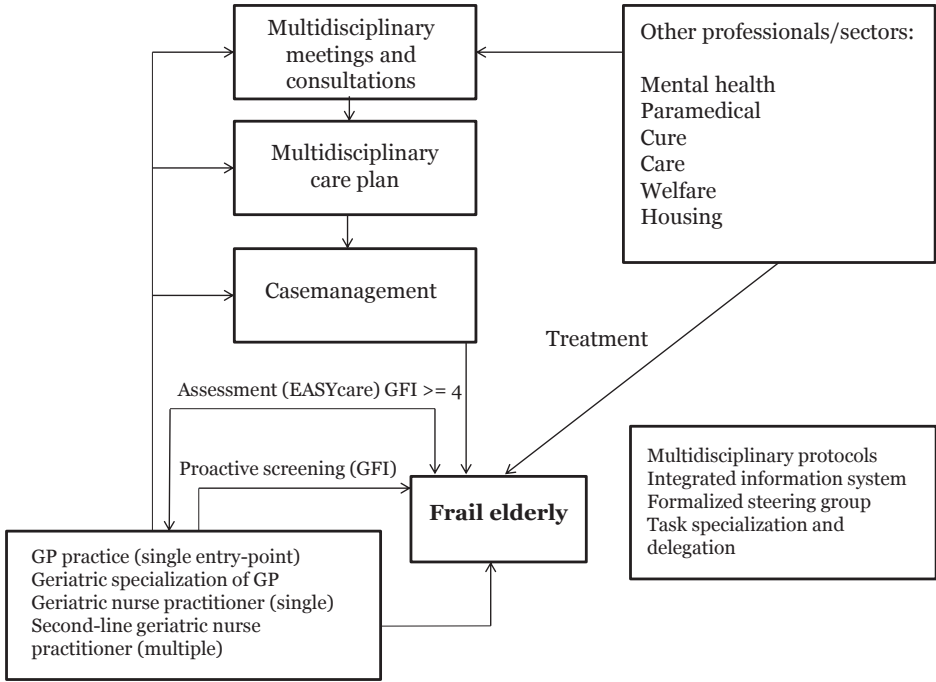 Multidisciplinary
meetings and
consultations
Other professionals/sectors:
Mental health
Paramedical
Cure
Care
Welfare
Housing
Multidisciplinary
care plan
Casemanagement
Treatment
Assessment (EASYcare) GFI >= 4
Proactive screening (GFI)
Frail elderly
Multidisciplinary protocols
Integrated information system
Formalized steering group
Task specialization and
delegation
GP practice (single entry-point)
Geriatric specialization of GP
Geriatric nurse practitioner (single)
Second-line geriatric nurse
practitioner (multiple)